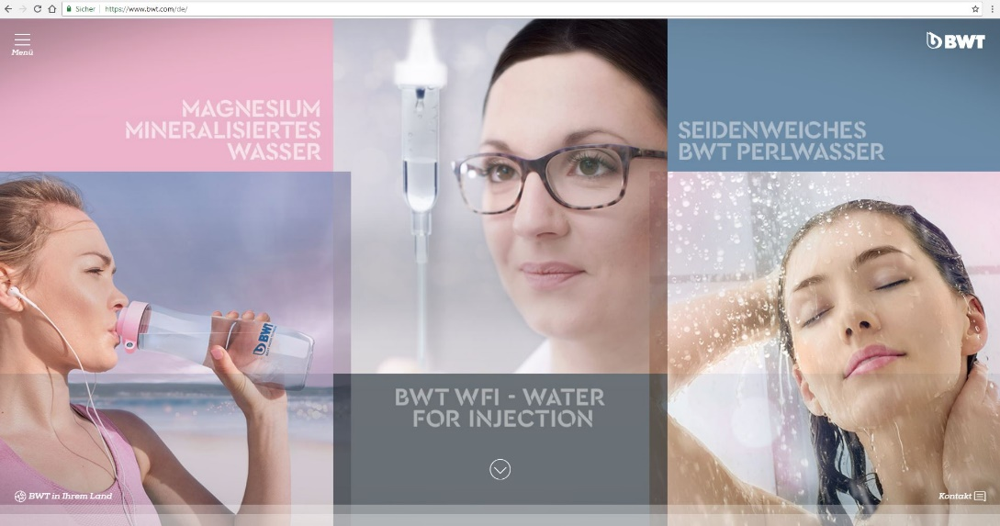 Sicher
https://www.bwt.com/de/
Menü
BWT
MAGNESIUM
MINERALISIERTES
WASSER
SEIDENWEICHES
BWT PERLWASSER
BWT
BWT WFI - WATER
FOR INJECTION
BWT in Ihrem Land
Kontakt